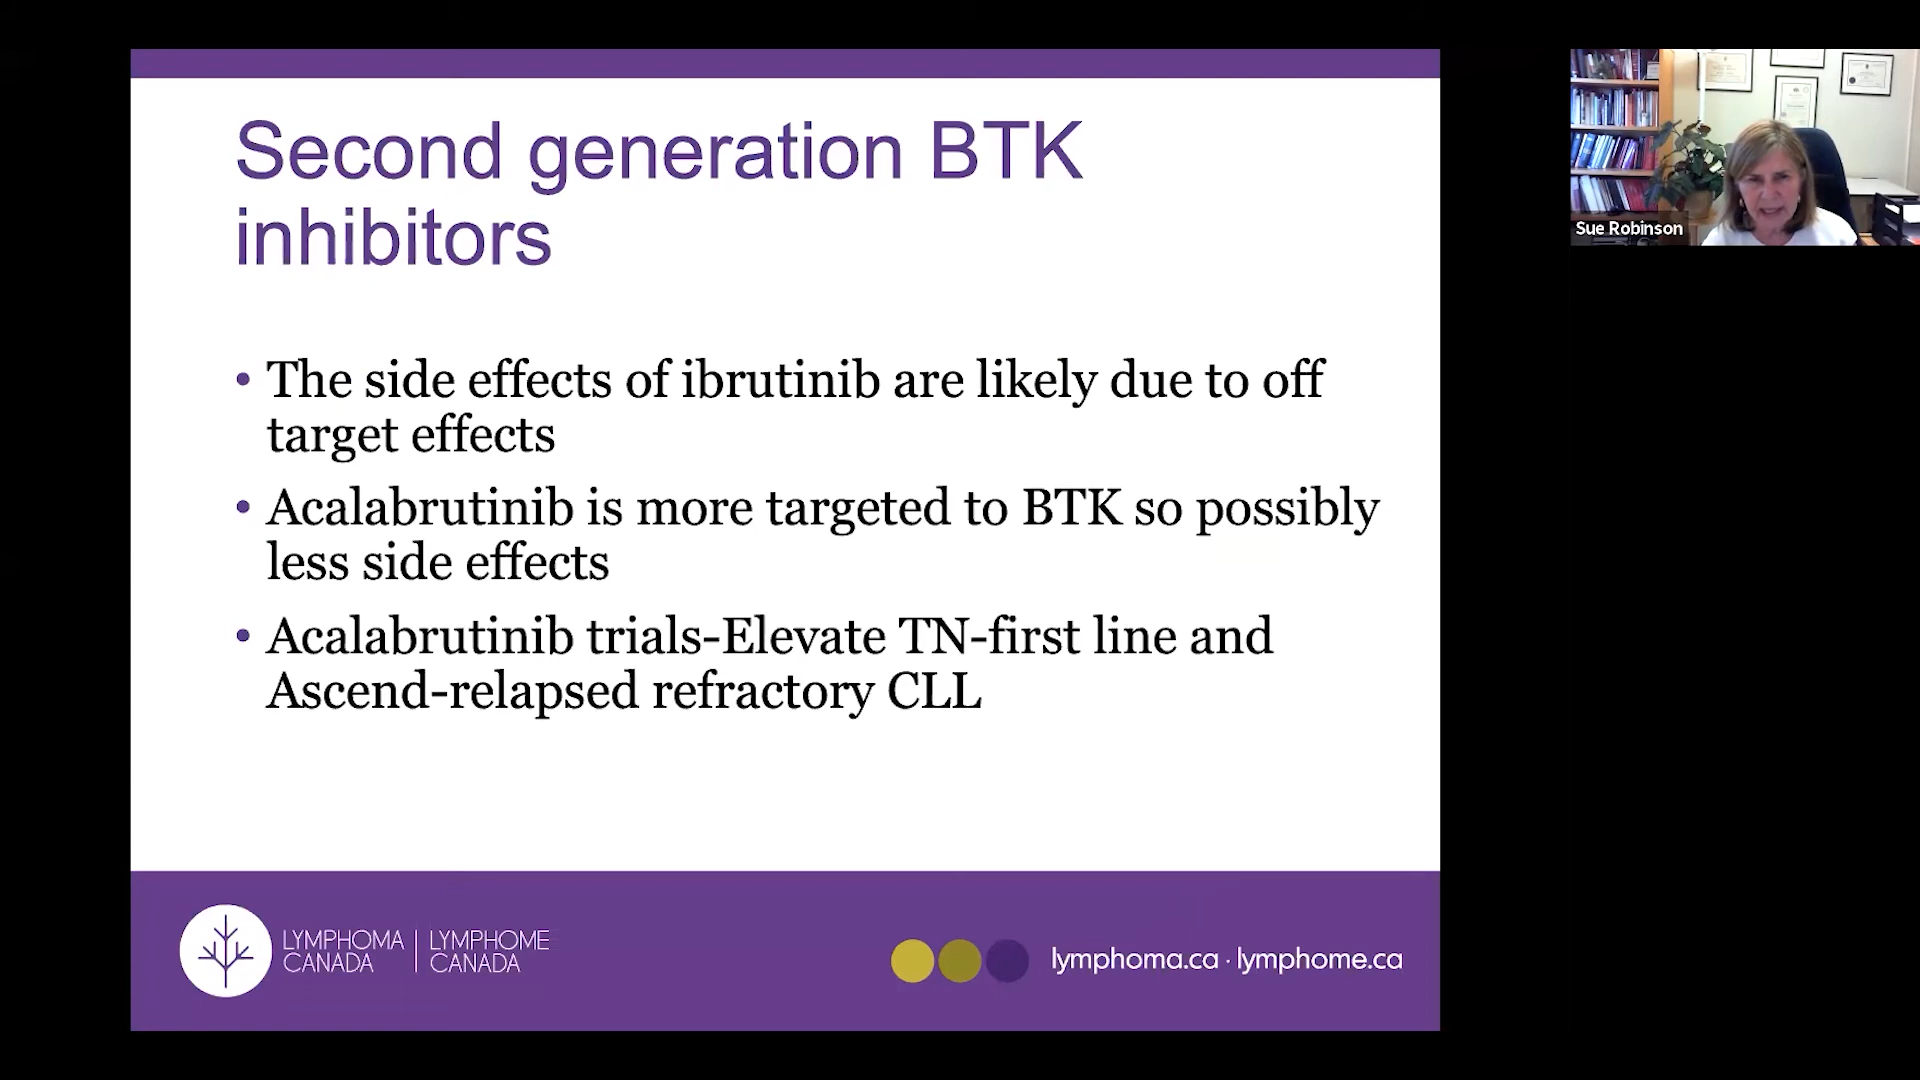 Second generation BTK
inhibitors
• The side effects of ibrutinib are likely due to off
target effects
• Acalabrutinib is more targeted to BTK so possibly
less side effects
• Acalabrutinib trials-Elevate TN-first line and
Ascend-relapsed refractory CLL
LYMPHOMA
CANADA
LYMPHOME
CANADA
lymphoma.ca · lymphome.ca
Sue Robinson